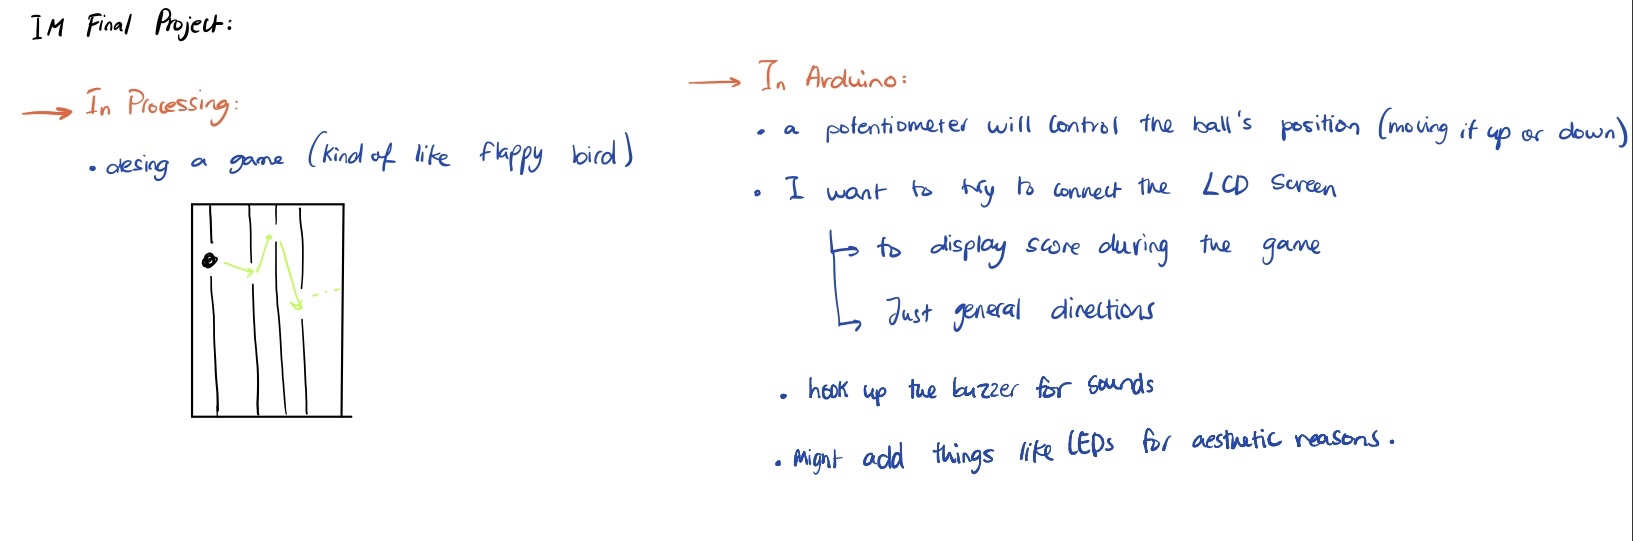 IM Final Project:
→ In Processing:
• desing a game (kind of like flappy bird)
→ In Arduino:
• a potentiometer will control the ball's position (moving it up or down)
• I want to try to connect the LCD screen
↳ to display score during the game
↳ Just general directions
• hook up the buzzer for sounds
• Might add things like LEDs for aesthetic reasons.